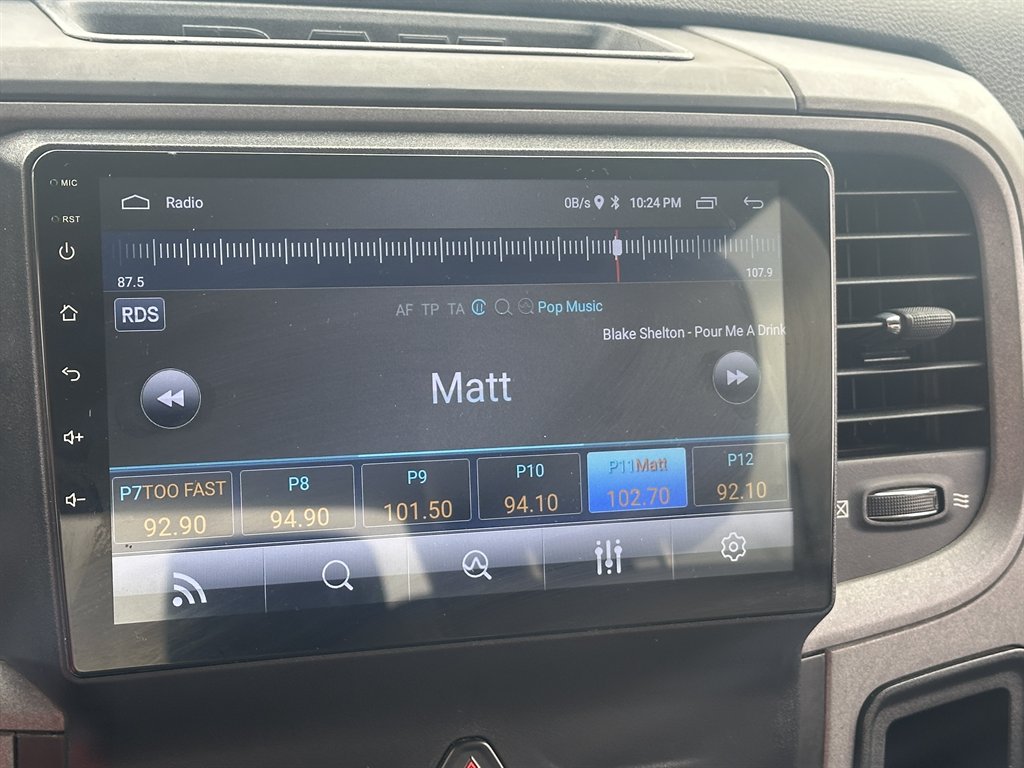 MIC
Radio
0B/s 10:24 PM
RST
87.5
107.9
RDS
AF TP TA Pop Music
Blake Shelton - Pour Me A Drink
Matt
P7TOO FAST
92.90
P8
94.90
P9
101.50
P10
94.10
P11Matt
102.70
P12
92.10